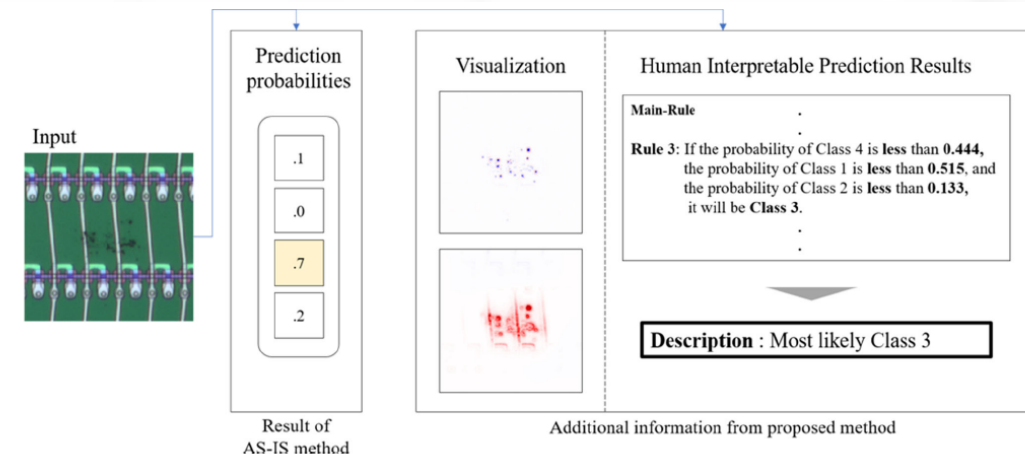 Input
Prediction
probabilities
.1
.0
.7
.2
Result of
AS-IS method
Visualization
Human Interpretable Prediction Results
Main-Rule
.
.
Rule 3: If the probability of Class 4 is less than 0.444,
the probability of Class 1 is less than 0.515, and
the probability of Class 2 is less than 0.133,
it will be Class 3.
.
.
Description : Most likely Class 3
Additional information from proposed method